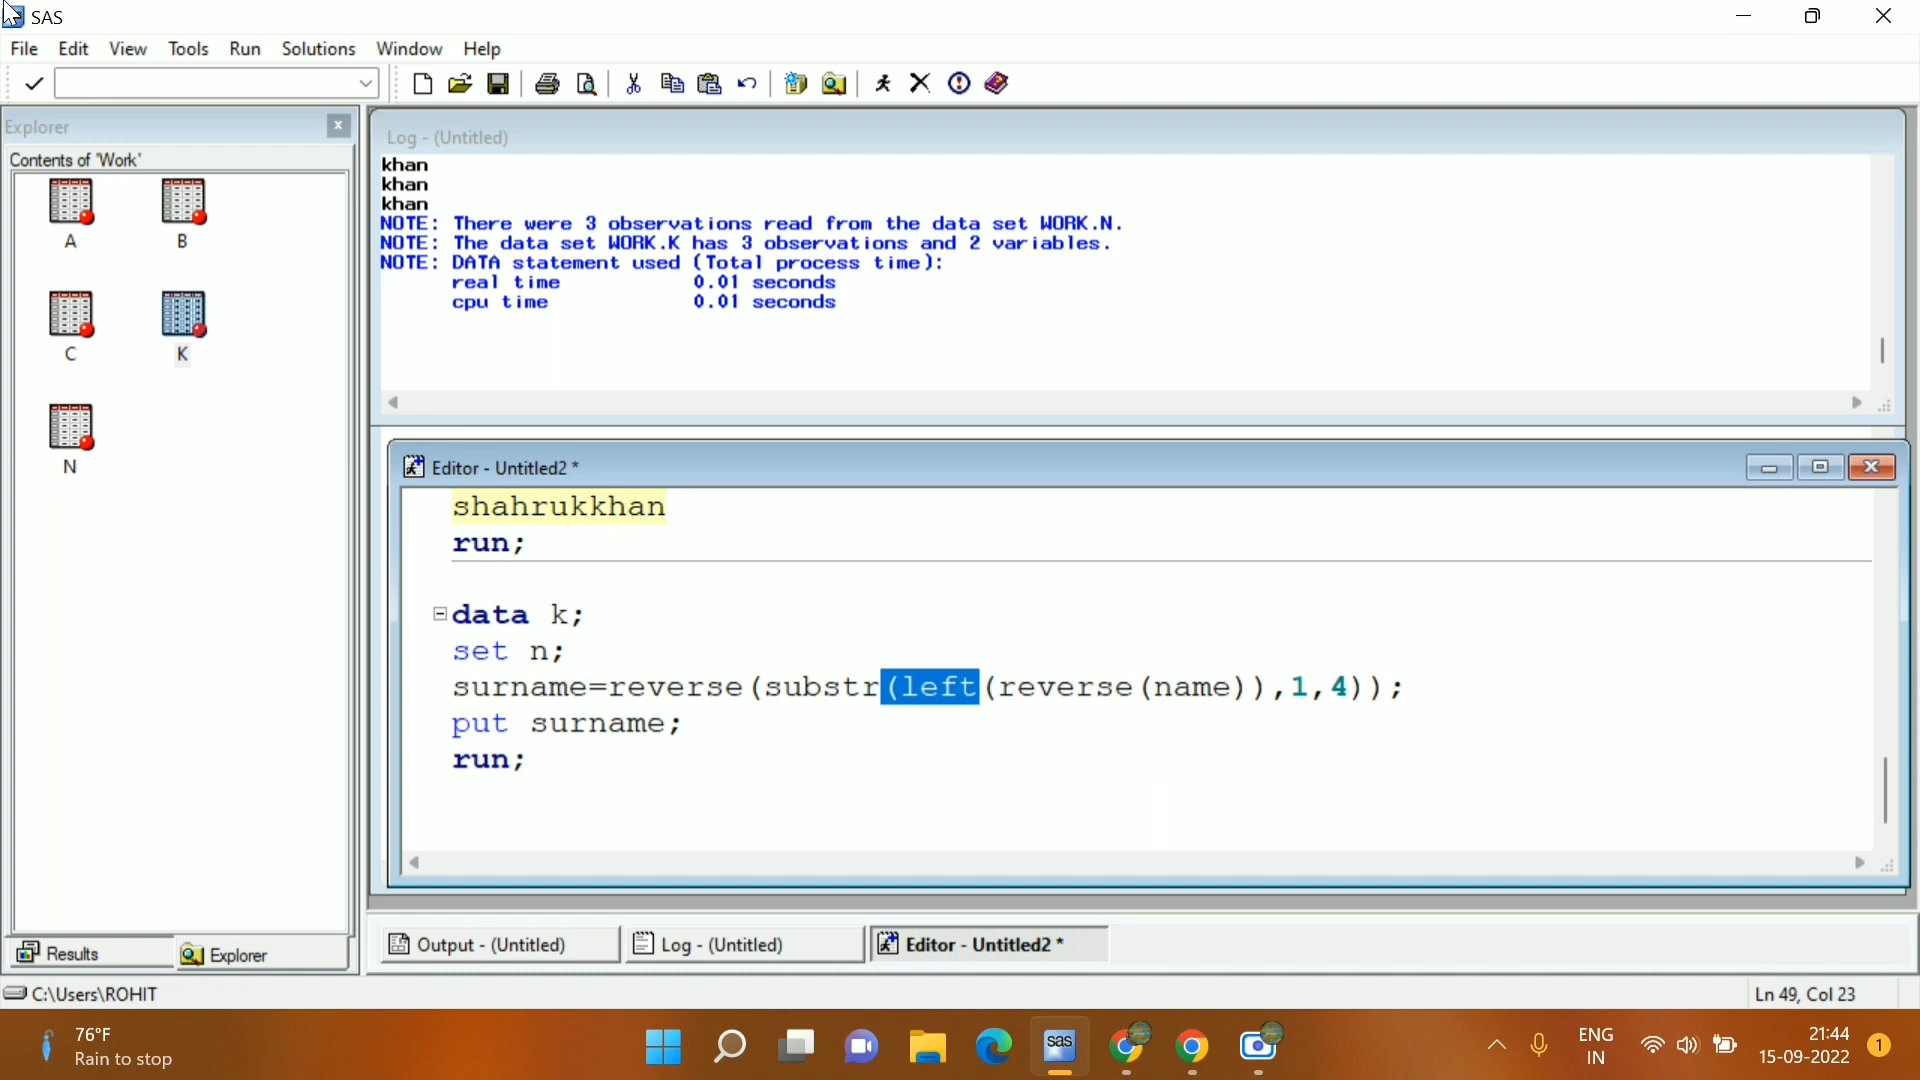 SAS
File Edit View Tools Run Solutions Window Help
Explorer
Contents of 'Work'
A B
C K
N
Results Explorer
Log - (Untitled)
khan
khan
khan
NOTE: There were 3 observations read from the data set WORK.N.
NOTE: The data set WORK.K has 3 observations and 2 variables.
NOTE: DATA statement used (Total process time):
real time 0.01 seconds
cpu time 0.01 seconds
Editor - Untitled2 *
shahrukkhan
run;
data k;
set n;
surname=reverse(substr(left(reverse(name)),1,4));
put surname;
run;
Output - (Untitled) Log - (Untitled) Editor - Untitled2 *
C:\Users\ROHIT
Ln 49, Col 23
76°F
Rain to stop
sas
ENG
IN
21:44
15-09-2022
1